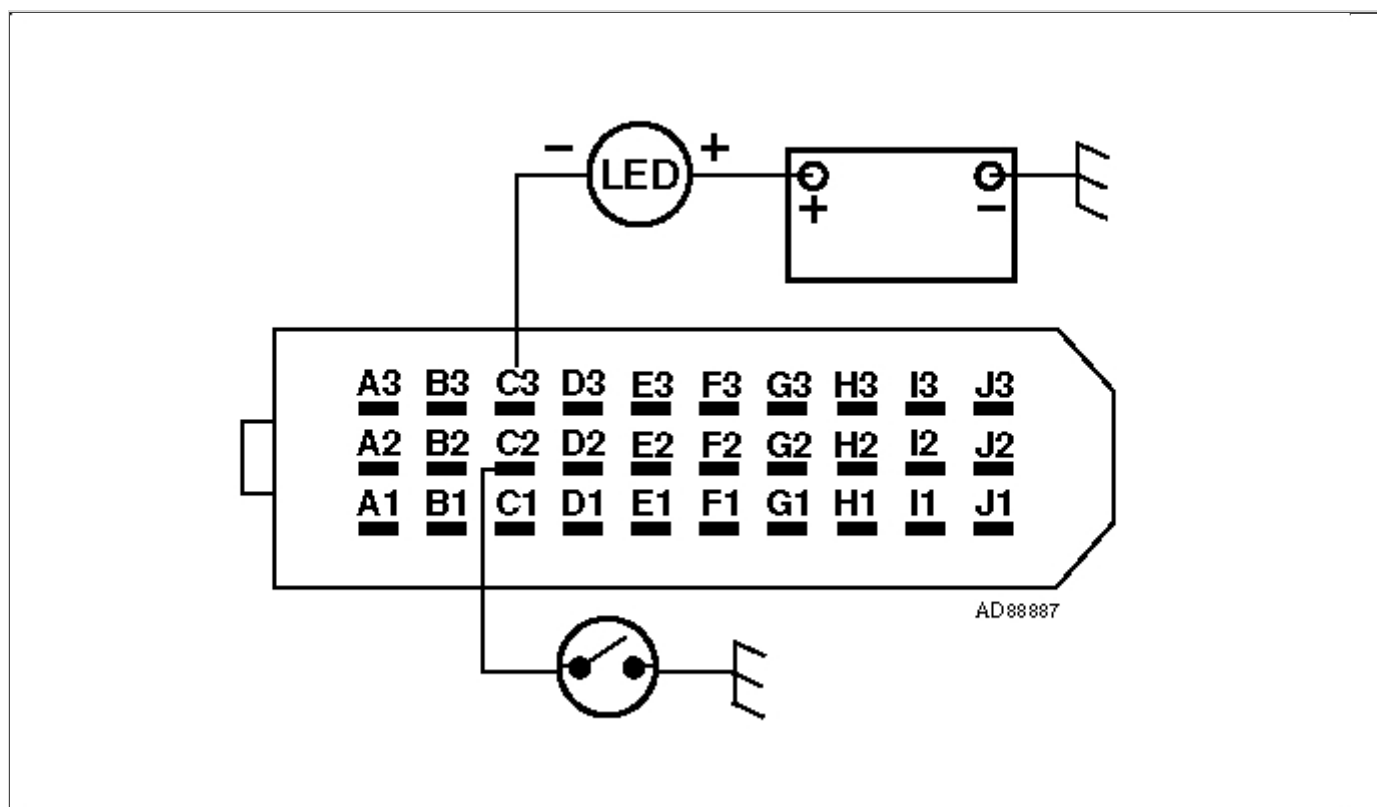 − LED +
+ −
A3 B3 C3 D3 E3 F3 G3 H3 I3 J3
A2 B2 C2 D2 E2 F2 G2 H2 I2 J2
A1 B1 C1 D1 E1 F1 G1 H1 I1 J1
AD88887